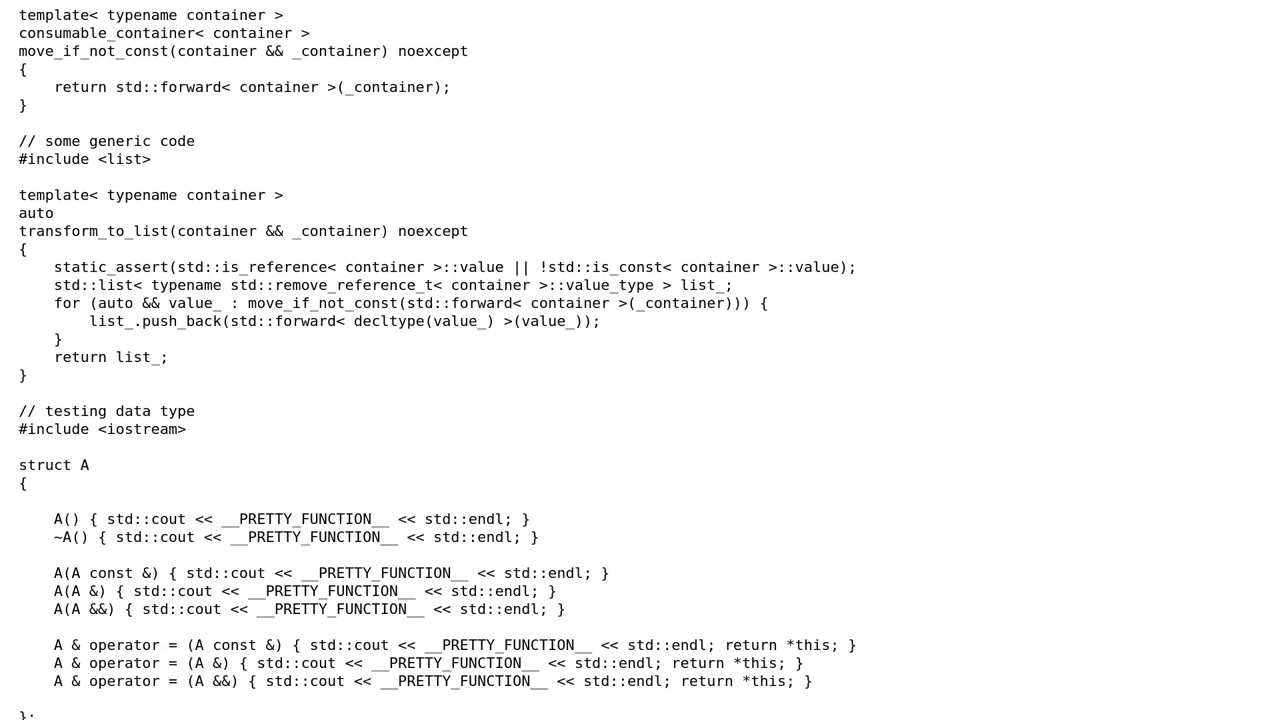 template< typename container >
consumable_container< container >
move_if_not_const(container && _container) noexcept
{
    return std::forward< container >(_container);
}

// some generic code
#include <list>

template< typename container >
auto
transform_to_list(container && _container) noexcept
{
    static_assert(std::is_reference< container >::value || !std::is_const< container >::value);
    std::list< typename std::remove_reference_t< container >::value_type > list_;
    for (auto && value_ : move_if_not_const(std::forward< container >(_container))) {
        list_.push_back(std::forward< decltype(value_) >(value_));
    }
    return list_;
}

// testing data type
#include <iostream>

struct A
{

    A() { std::cout << __PRETTY_FUNCTION__ << std::endl; }
    ~A() { std::cout << __PRETTY_FUNCTION__ << std::endl; }

    A(A const &) { std::cout << __PRETTY_FUNCTION__ << std::endl; }
    A(A &) { std::cout << __PRETTY_FUNCTION__ << std::endl; }
    A(A &&) { std::cout << __PRETTY_FUNCTION__ << std::endl; }

    A & operator = (A const &) { std::cout << __PRETTY_FUNCTION__ << std::endl; return *this; }
    A & operator = (A &) { std::cout << __PRETTY_FUNCTION__ << std::endl; return *this; }
    A & operator = (A &&) { std::cout << __PRETTY_FUNCTION__ << std::endl; return *this; }

};